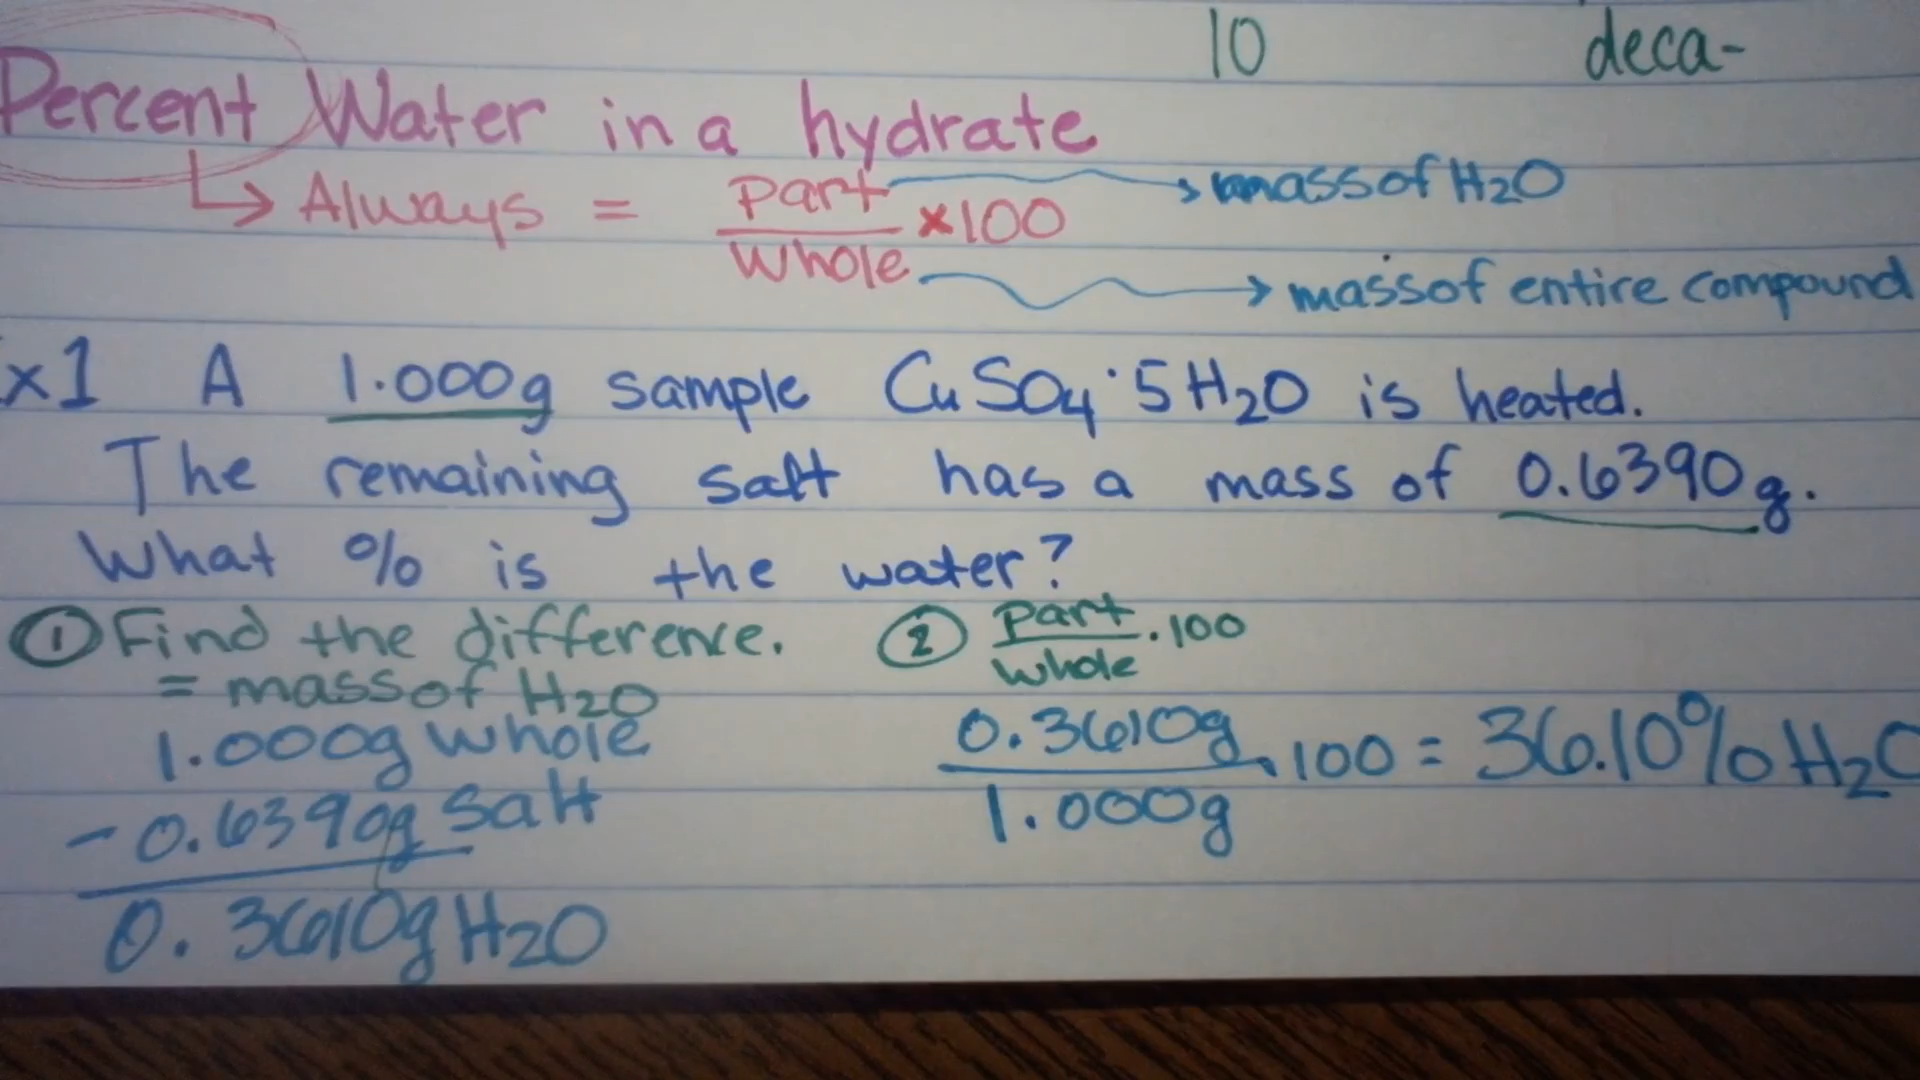 10 deca-
Percent Water in a hydrate
↳ Always = Part/Whole ×100
→ mass of H2O
→ mass of entire compound
x1 A 1.000g sample CuSO4·5H2O is heated.
The remaining salt has a mass of 0.6390g.
What % is the water?
① Find the difference.
= mass of H2O
1.000g whole
- 0.6390g salt
0.3610g H2O
② Part/Whole · 100
0.3610g/1.000g · 100 = 36.10% H2O